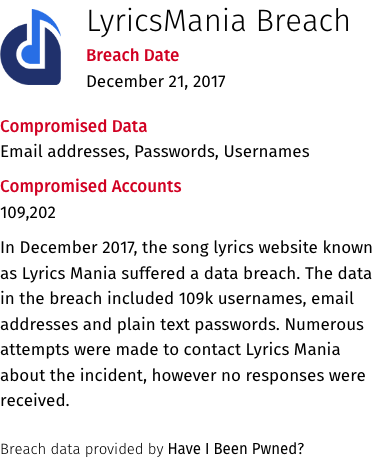 LyricsMania Breach
Breach Date
December 21, 2017
Compromised Data
Email addresses, Passwords, Usernames
Compromised Accounts
109,202
In December 2017, the song lyrics website known
as Lyrics Mania suffered a data breach. The data
in the breach included 109k usernames, email
addresses and plain text passwords. Numerous
attempts were made to contact Lyrics Mania
about the incident, however no responses were
received.
Breach data provided by Have I Been Pwned?